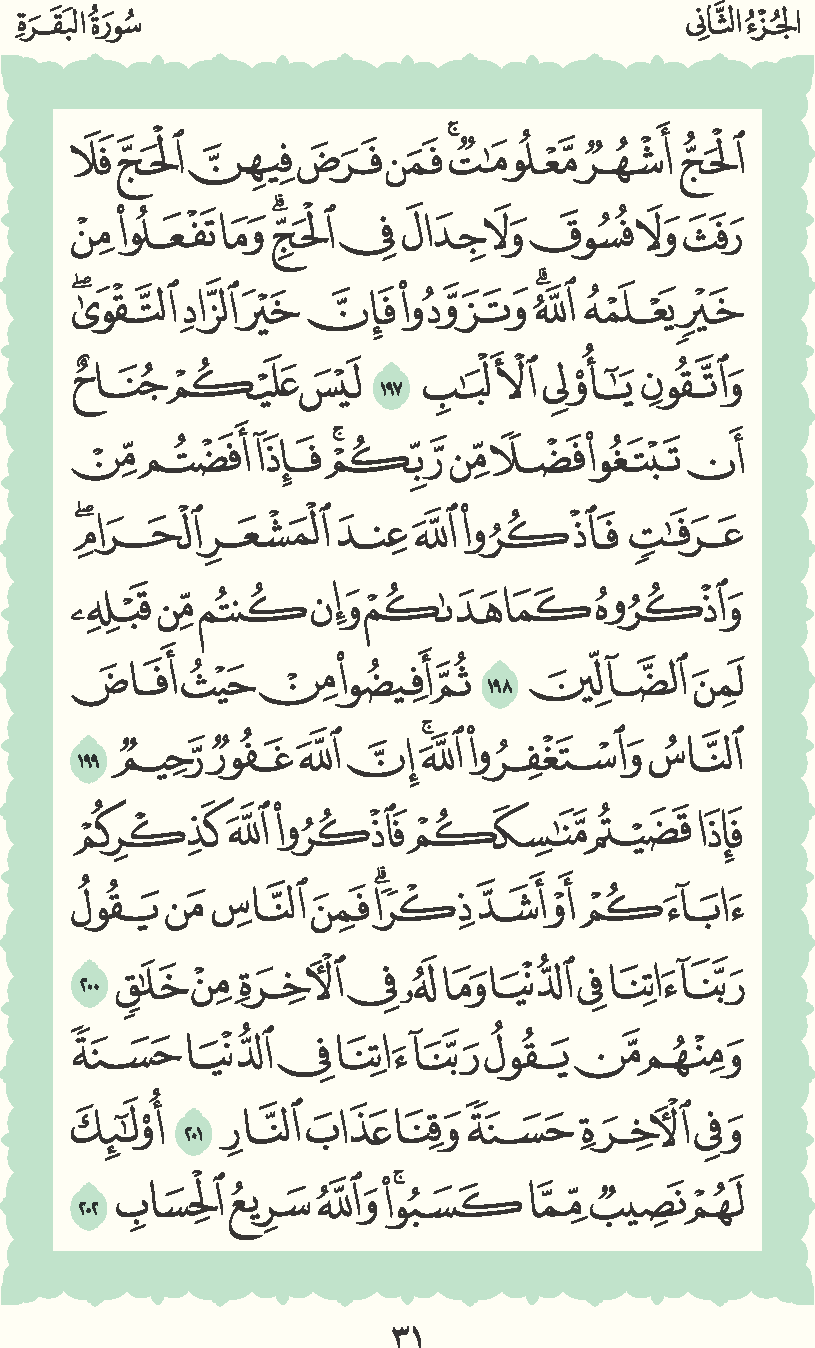 الجُزْءُ الثَّانِي
سُورَةُ البَقَرَةِ
ٱلْحَجُّ أَشْهُرٌ مَّعْلُومَٰتٌ ۚ فَمَن فَرَضَ فِيهِنَّ ٱلْحَجَّ فَلَا
رَفَثَ وَلَا فُسُوقَ وَلَا جِدَالَ فِى ٱلْحَجِّ ۗ وَمَا تَفْعَلُوا۟ مِنْ
خَيْرٍ يَعْلَمْهُ ٱللَّهُ ۗ وَتَزَوَّدُوا۟ فَإِنَّ خَيْرَ ٱلزَّادِ ٱلتَّقْوَىٰ ۖ
وَٱتَّقُونِ يَٰٓأُو۟لِى ٱلْأَلْبَٰبِ ١٩٧ لَيْسَ عَلَيْكُمْ جُنَاحٌ
أَن تَبْتَغُوا۟ فَضْلًا مِّن رَّبِّكُمْ ۚ فَإِذَآ أَفَضْتُم مِّنْ
عَرَفَٰتٍ فَٱذْكُرُوا۟ ٱللَّهَ عِندَ ٱلْمَشْعَرِ ٱلْحَرَامِ ۖ
وَٱذْكُرُوهُ كَمَا هَدَىٰكُمْ وَإِن كُنتُم مِّن قَبْلِهِۦ
لَمِنَ ٱلضَّآلِّينَ ١٩٨ ثُمَّ أَفِيضُوا۟ مِنْ حَيْثُ أَفَاضَ
ٱلنَّاسُ وَٱسْتَغْفِرُوا۟ ٱللَّهَ ۚ إِنَّ ٱللَّهَ غَفُورٌ رَّحِيمٌ ١٩٩
فَإِذَا قَضَيْتُم مَّنَٰسِكَكُمْ فَٱذْكُرُوا۟ ٱللَّهَ كَذِكْرِكُمْ
ءَابَآءَكُمْ أَوْ أَشَدَّ ذِكْرًا ۗ فَمِنَ ٱلنَّاسِ مَن يَقُولُ
رَبَّنَآ ءَاتِنَا فِى ٱلدُّنْيَا وَمَا لَهُۥ فِى ٱلْـَٔاخِرَةِ مِنْ خَلَٰقٍ ٢٠٠
وَمِنْهُم مَّن يَقُولُ رَبَّنَآ ءَاتِنَا فِى ٱلدُّنْيَا حَسَنَةً
وَفِى ٱلْـَٔاخِرَةِ حَسَنَةً وَقِنَا عَذَابَ ٱلنَّارِ ٢٠١ أُو۟لَٰٓئِكَ
لَهُمْ نَصِيبٌ مِّمَّا كَسَبُوا۟ ۚ وَٱللَّهُ سَرِيعُ ٱلْحِسَابِ ٢٠٢
٣١